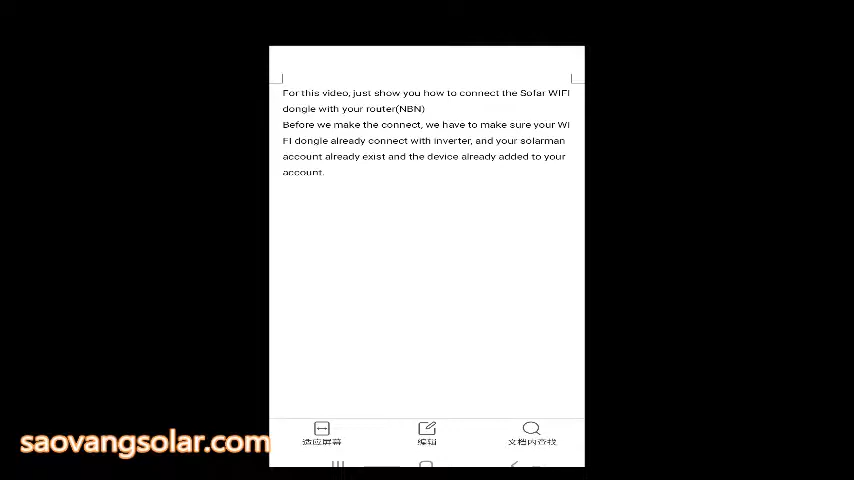 For this video, just show you how to connect the Sofar WIFI
dongle with your router(NBN)
Before we make the connect, we have to make sure your WI
FI dongle already connect with inverter, and your solarman
account already exist and the device already added to your
account.
适应屏幕 编辑 文档内查找
saovangsolar.com